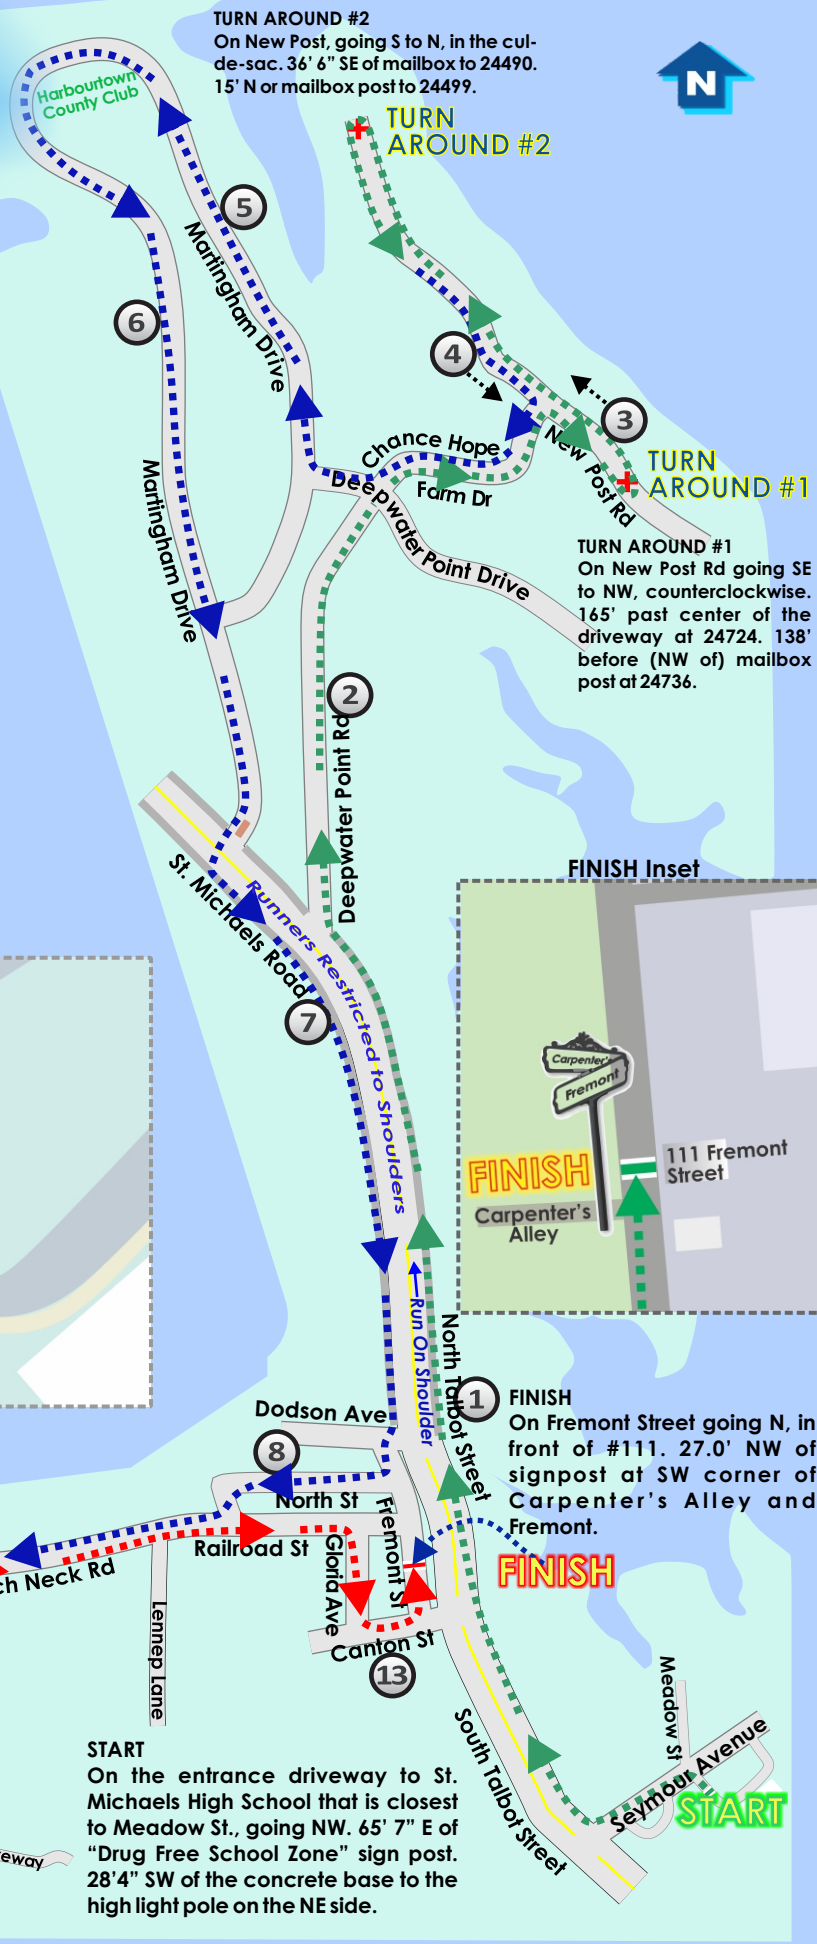 TURN AROUND #2
On New Post, going S to N, in the cul-
de-sac. 36' 6” SE of mailbox to 24490.
15' N or mailbox post to 24499.
N
TURN
AROUND #2
Harbourtown
County Club
5
Martingham Drive
6
4
3
Chance Hope
Farm Dr
New Post Rd
TURN
AROUND #1
Deepwater Point Drive
Martingham Drive
TURN AROUND #1
On New Post Rd going SE
to NW, counterclockwise.
165' past center of the
driveway at 24724. 138'
before (NW of) mailbox
post at 24736.
2
Deepwater Point Rd
St. Michaels Road
Runners Restricted to Shoulders
7
FINISH Inset
Carpenter's
Fremont
FINISH
111 Fremont
Street
Carpenter's
Alley
Run On Shoulder
North Talbot Street
1
FINISH
On Fremont Street going N, in
front of #111. 27.0' NW of
signpost at SW corner of
Carpenter's Alley and
Fremont.
FINISH
Dodson Ave
8
North St
Fremont St
Railroad St
Gloria Ave
ch Neck Rd
Lennep Lane
Canton St
13
South Talbot Street
Meadow St
Seymour Avenue
START
START
On the entrance driveway to St.
Michaels High School that is closest
to Meadow St., going NW. 65' 7” E of
“Drug Free School Zone” sign post.
28'4” SW of the concrete base to the
high light pole on the NE side.
eway